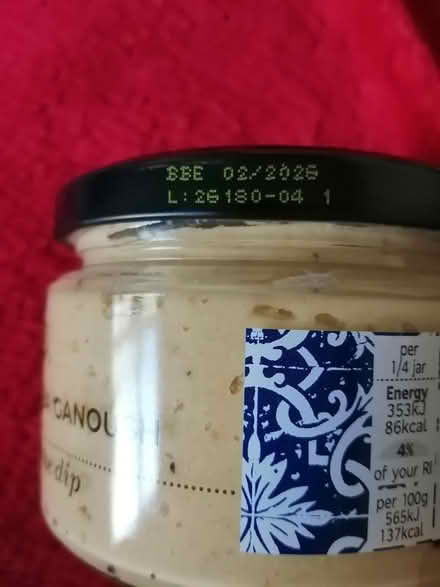 BBE 02/2026
L:26180-04 1
GANOU
dip
per
1/4 jar
Energy
353kJ
86kcal
4%
of your RI
per 100g
565kJ
137kcal